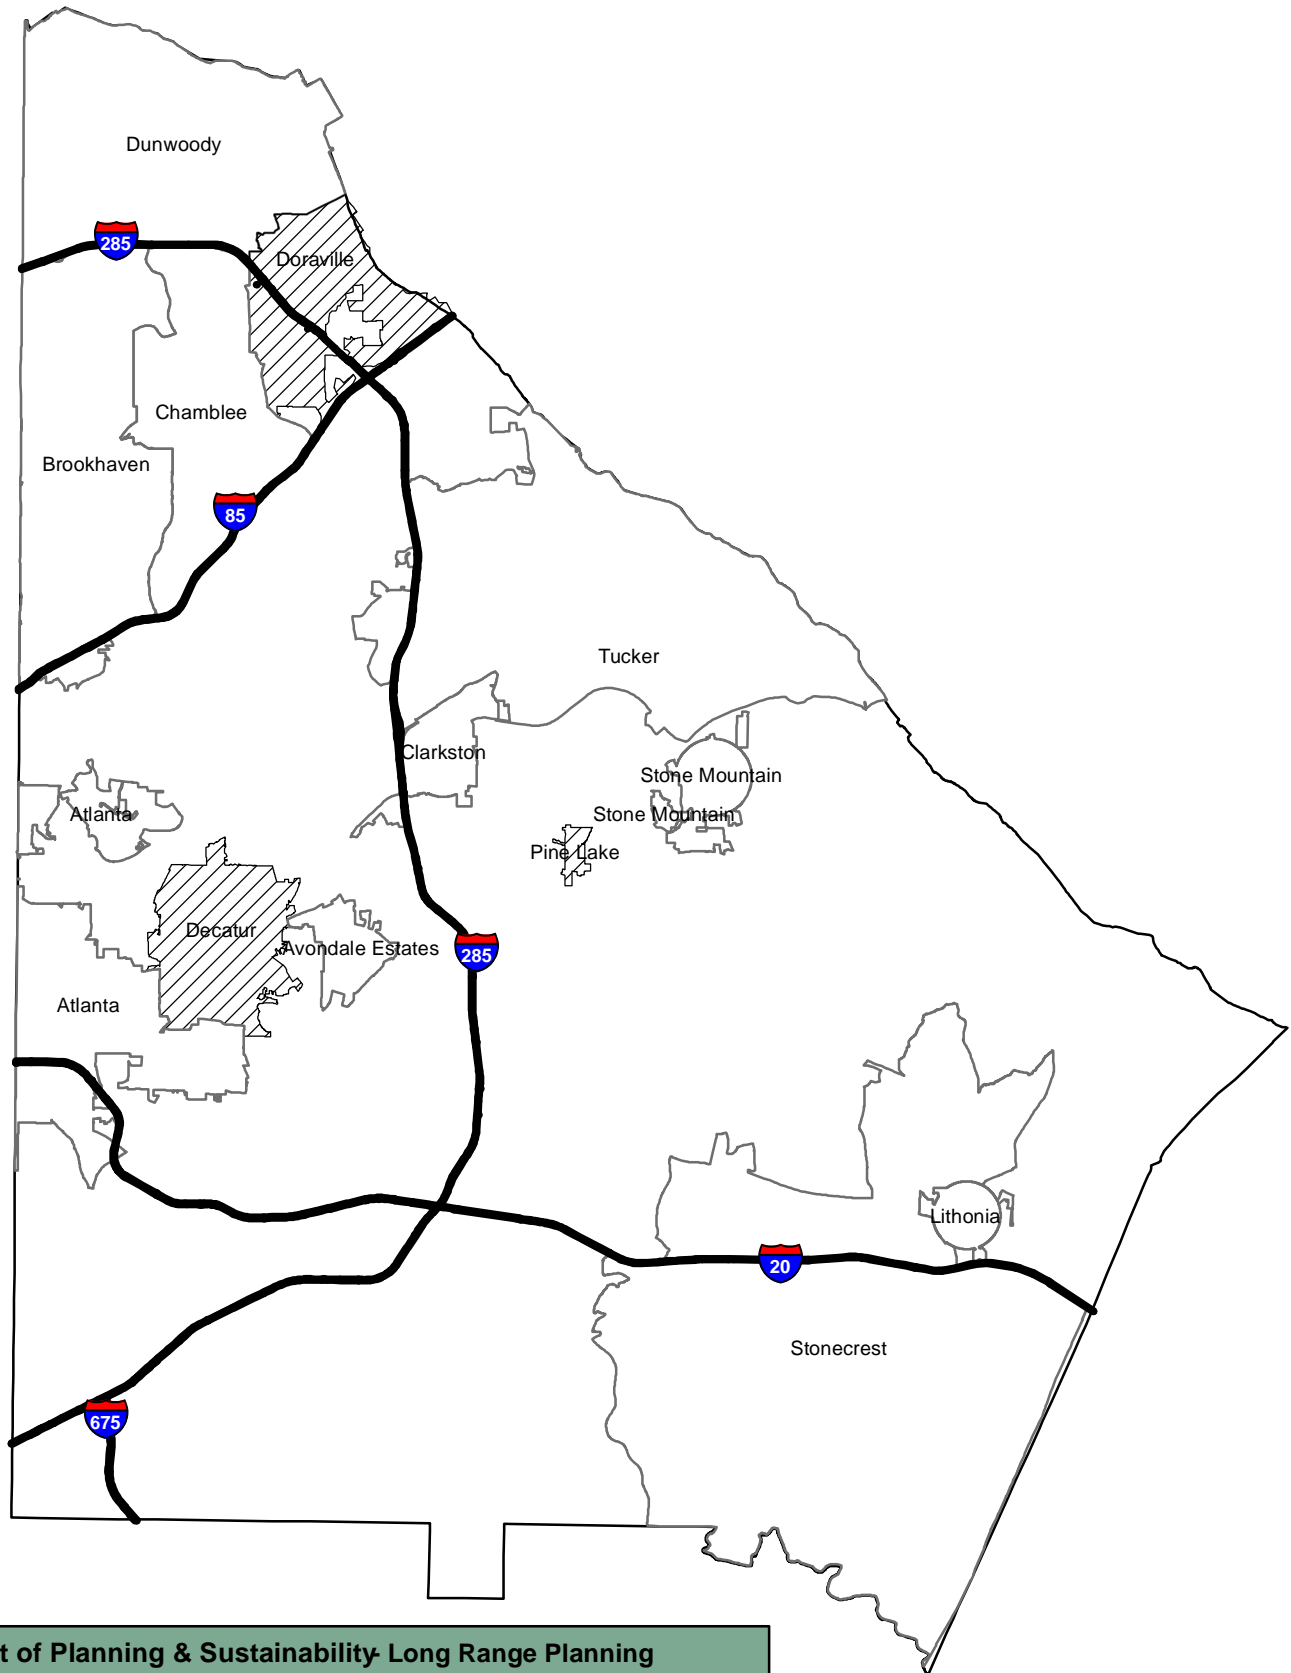 Dunwoody
285
Doraville
Chamblee
Brookhaven
85
Tucker
Clarkston
Stone Mountain
Atlanta
Stone Mountain
Pine Lake
Decatur
Avondale Estates
285
Atlanta
Lithonia
20
Stonecrest
675
t of Planning & Sustainability- Long Range Planning